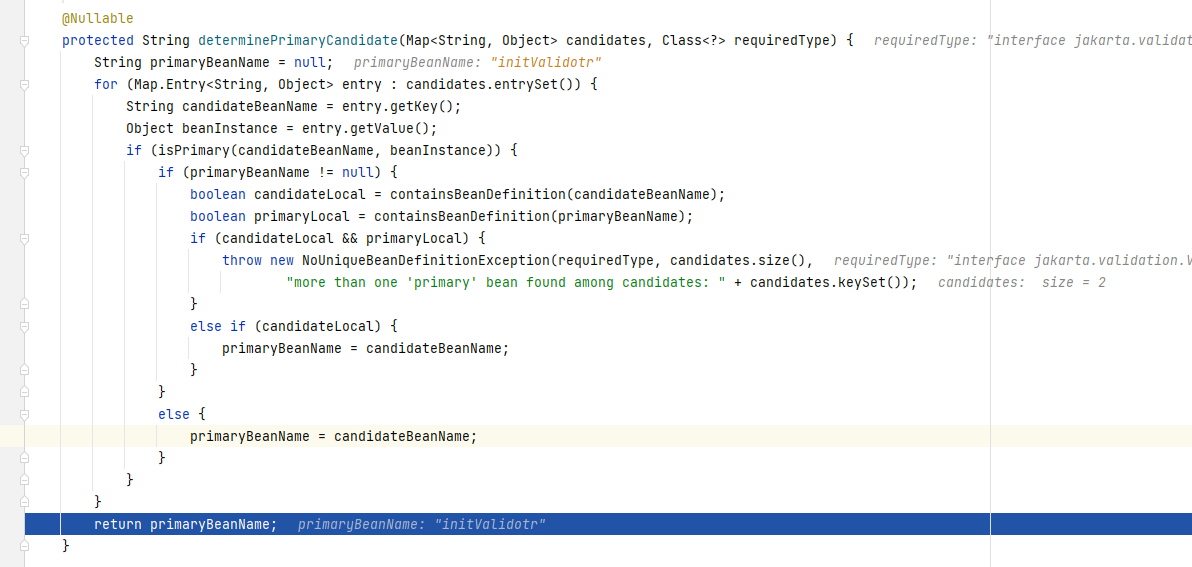 @Nullable
protected String determinePrimaryCandidate(Map<String, Object> candidates, Class<?> requiredType) { requiredType: "interface jakarta.validat
String primaryBeanName = null; primaryBeanName: "initValidotr"
for (Map.Entry<String, Object> entry : candidates.entrySet()) {
String candidateBeanName = entry.getKey();
Object beanInstance = entry.getValue();
if (isPrimary(candidateBeanName, beanInstance)) {
if (primaryBeanName != null) {
boolean candidateLocal = containsBeanDefinition(candidateBeanName);
boolean primaryLocal = containsBeanDefinition(primaryBeanName);
if (candidateLocal && primaryLocal) {
throw new NoUniqueBeanDefinitionException(requiredType, candidates.size(), requiredType: "interface jakarta.validation.V
"more than one 'primary' bean found among candidates: " + candidates.keySet()); candidates: size = 2
}
else if (candidateLocal) {
primaryBeanName = candidateBeanName;
}
}
else {
primaryBeanName = candidateBeanName;
}
}
}
return primaryBeanName; primaryBeanName: "initValidotr"
}